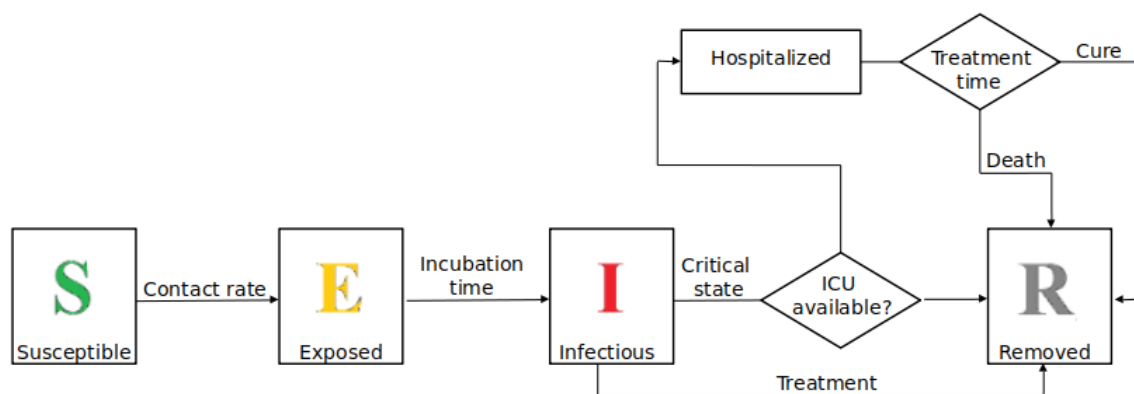 Hospitalized
Treatment
time
Cure
Death
S
Susceptible
Contact rate
E
Exposed
Incubation
time
I
Infectious
Critical
state
ICU
available?
R
Removed
Treatment